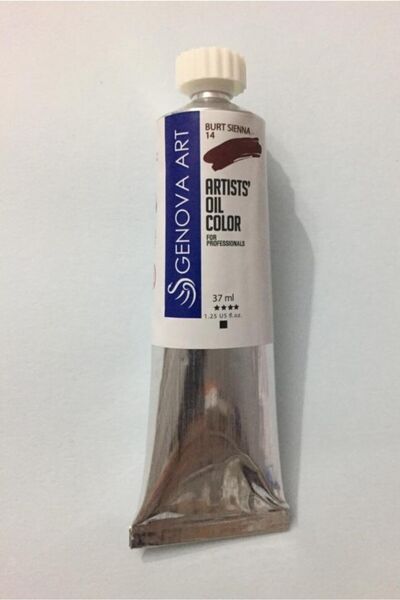 BURT SIENNA
14
GENOVA ART
ARTISTS'
OIL
COLOR
FOR
PROFESSIONALS
37 ml
★★★★
1.25 US fl.oz.